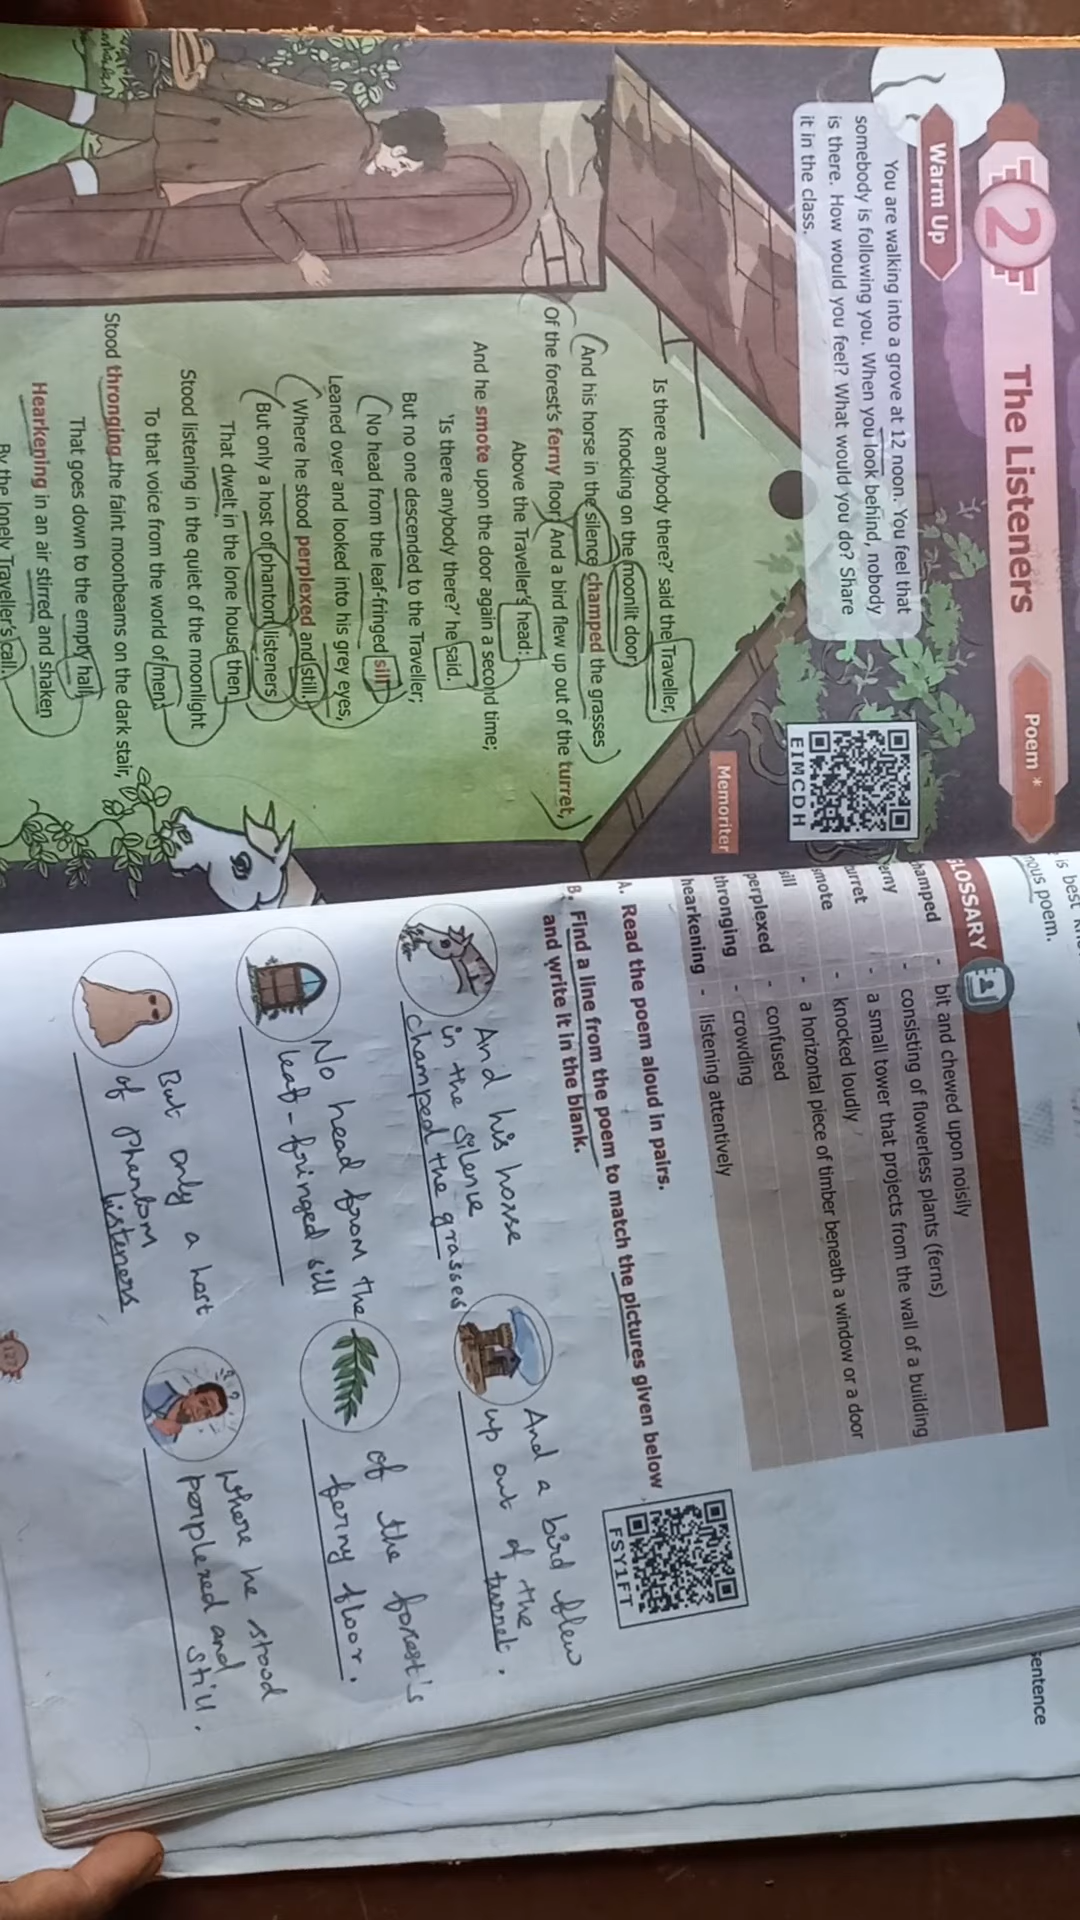 2
The Listeners
Poem *
Warm Up
You are walking into a grove at 12 noon. You feel that
somebody is following you. When you look behind, nobody
is there. How would you feel? What would you do? Share
it in the class.
EIMCDH
Memoriter
Is there anybody there?' said the Traveller,
Knocking on the moonlit door;
And his horse in the silence champed the grasses
Of the forest's ferny floor;
And a bird flew up out of the turret,
Above the Traveller's head:
And he smote upon the door again a second time;
'Is there anybody there?' he said.
But no one descended to the Traveller;
No head from the leaf-fringed sill
Leaned over and looked into his grey eyes,
Where he stood perplexed and still.
But only a host of phantom listeners
That dwelt in the lone house then
Stood listening in the quiet of the moonlight
To that voice from the world of men:
Stood thronging the faint moonbeams on the dark stair,
That goes down to the empty hall,
Hearkening in an air stirred and shaken
By the lonely Traveller's call.
is best
mous poem.
GLOSSARY
champed - bit and chewed upon noisily
ferny - consisting of flowerless plants (ferns)
turret - a small tower that projects from the wall of a building
smote - knocked loudly
sill - a horizontal piece of timber beneath a window or a door
perplexed - confused
thronging - crowding
hearkening - listening attentively
A. Read the poem aloud in pairs.
B. Find a line from the poem to match the pictures given below
and write it in the blank.
FSY1FT
And his horse
in the silence
champed the grasses
And a bird flew
up out of the
turret.
No head from the
leaf-fringed sill
of the forest's
ferny floor.
But only a host
of phantom
listeners
Where he stood
perplexed and
still.
127
sentence